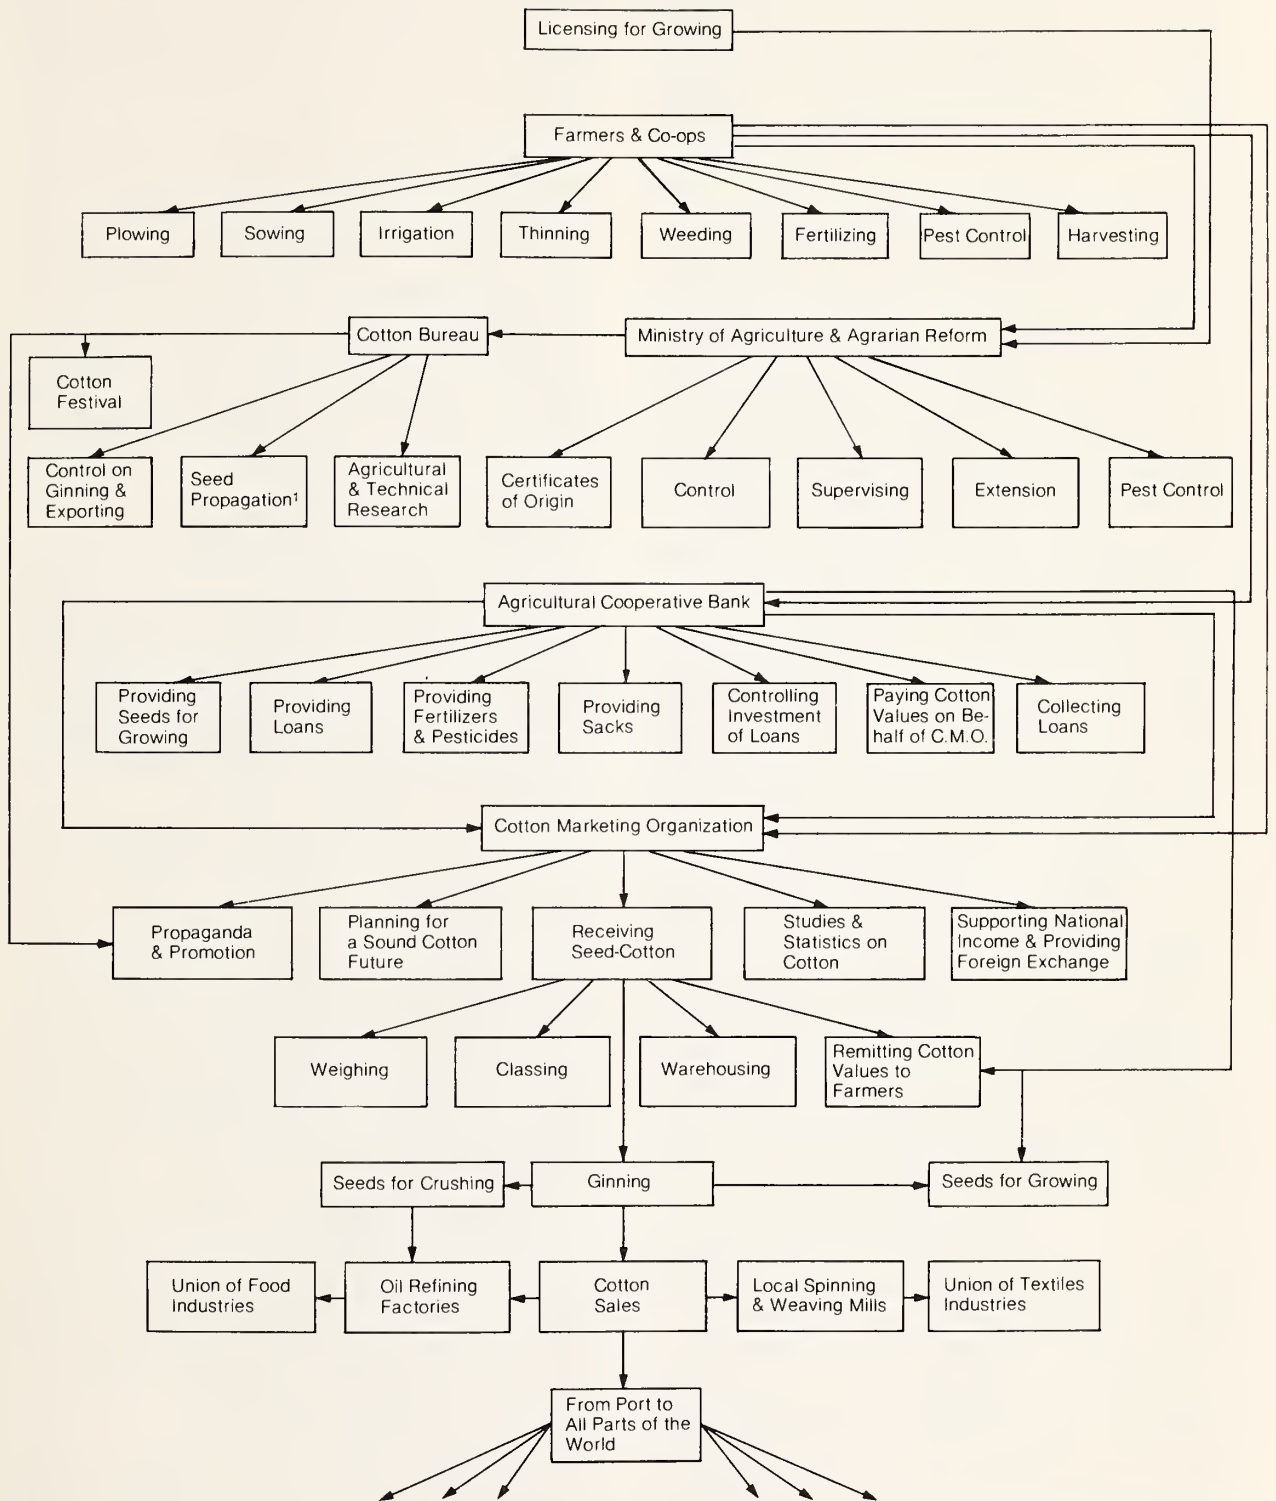 Licensing for Growing
Farmers & Co-ops
Plowing
Sowing
Irrigation
Thinning
Weeding
Fertilizing
Pest Control
Harvesting
Cotton Bureau
Ministry of Agriculture & Agrarian Reform
Cotton
Festival
Control on
Ginning &
Exporting
Seed
Propagation¹
Agricultural
& Technical
Research
Certificates
of Origin
Control
Supervising
Extension
Pest Control
Agricultural Cooperative Bank
Providing
Seeds for
Growing
Providing
Loans
Providing
Fertilizers
& Pesticides
Providing
Sacks
Controlling
Investment
of Loans
Paying Cotton
Values on Be-
half of C.M.O.
Collecting
Loans
Cotton Marketing Organization
Propaganda
& Promotion
Planning for
a Sound Cotton
Future
Receiving
Seed-Cotton
Studies &
Statistics on
Cotton
Supporting National
Income & Providing
Foreign Exchange
Weighing
Classing
Warehousing
Remitting Cotton
Values to
Farmers
Seeds for Crushing
Ginning
Seeds for Growing
Union of Food
Industries
Oil Refining
Factories
Cotton
Sales
Local Spinning
& Weaving Mills
Union of Textiles
Industries
From Port to
All Parts of the
World